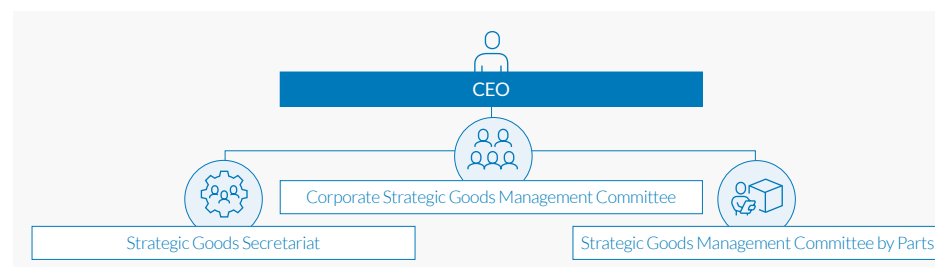 CEO
Corporate Strategic Goods Management Committee
Strategic Goods Secretariat
Strategic Goods Management Committee by Parts